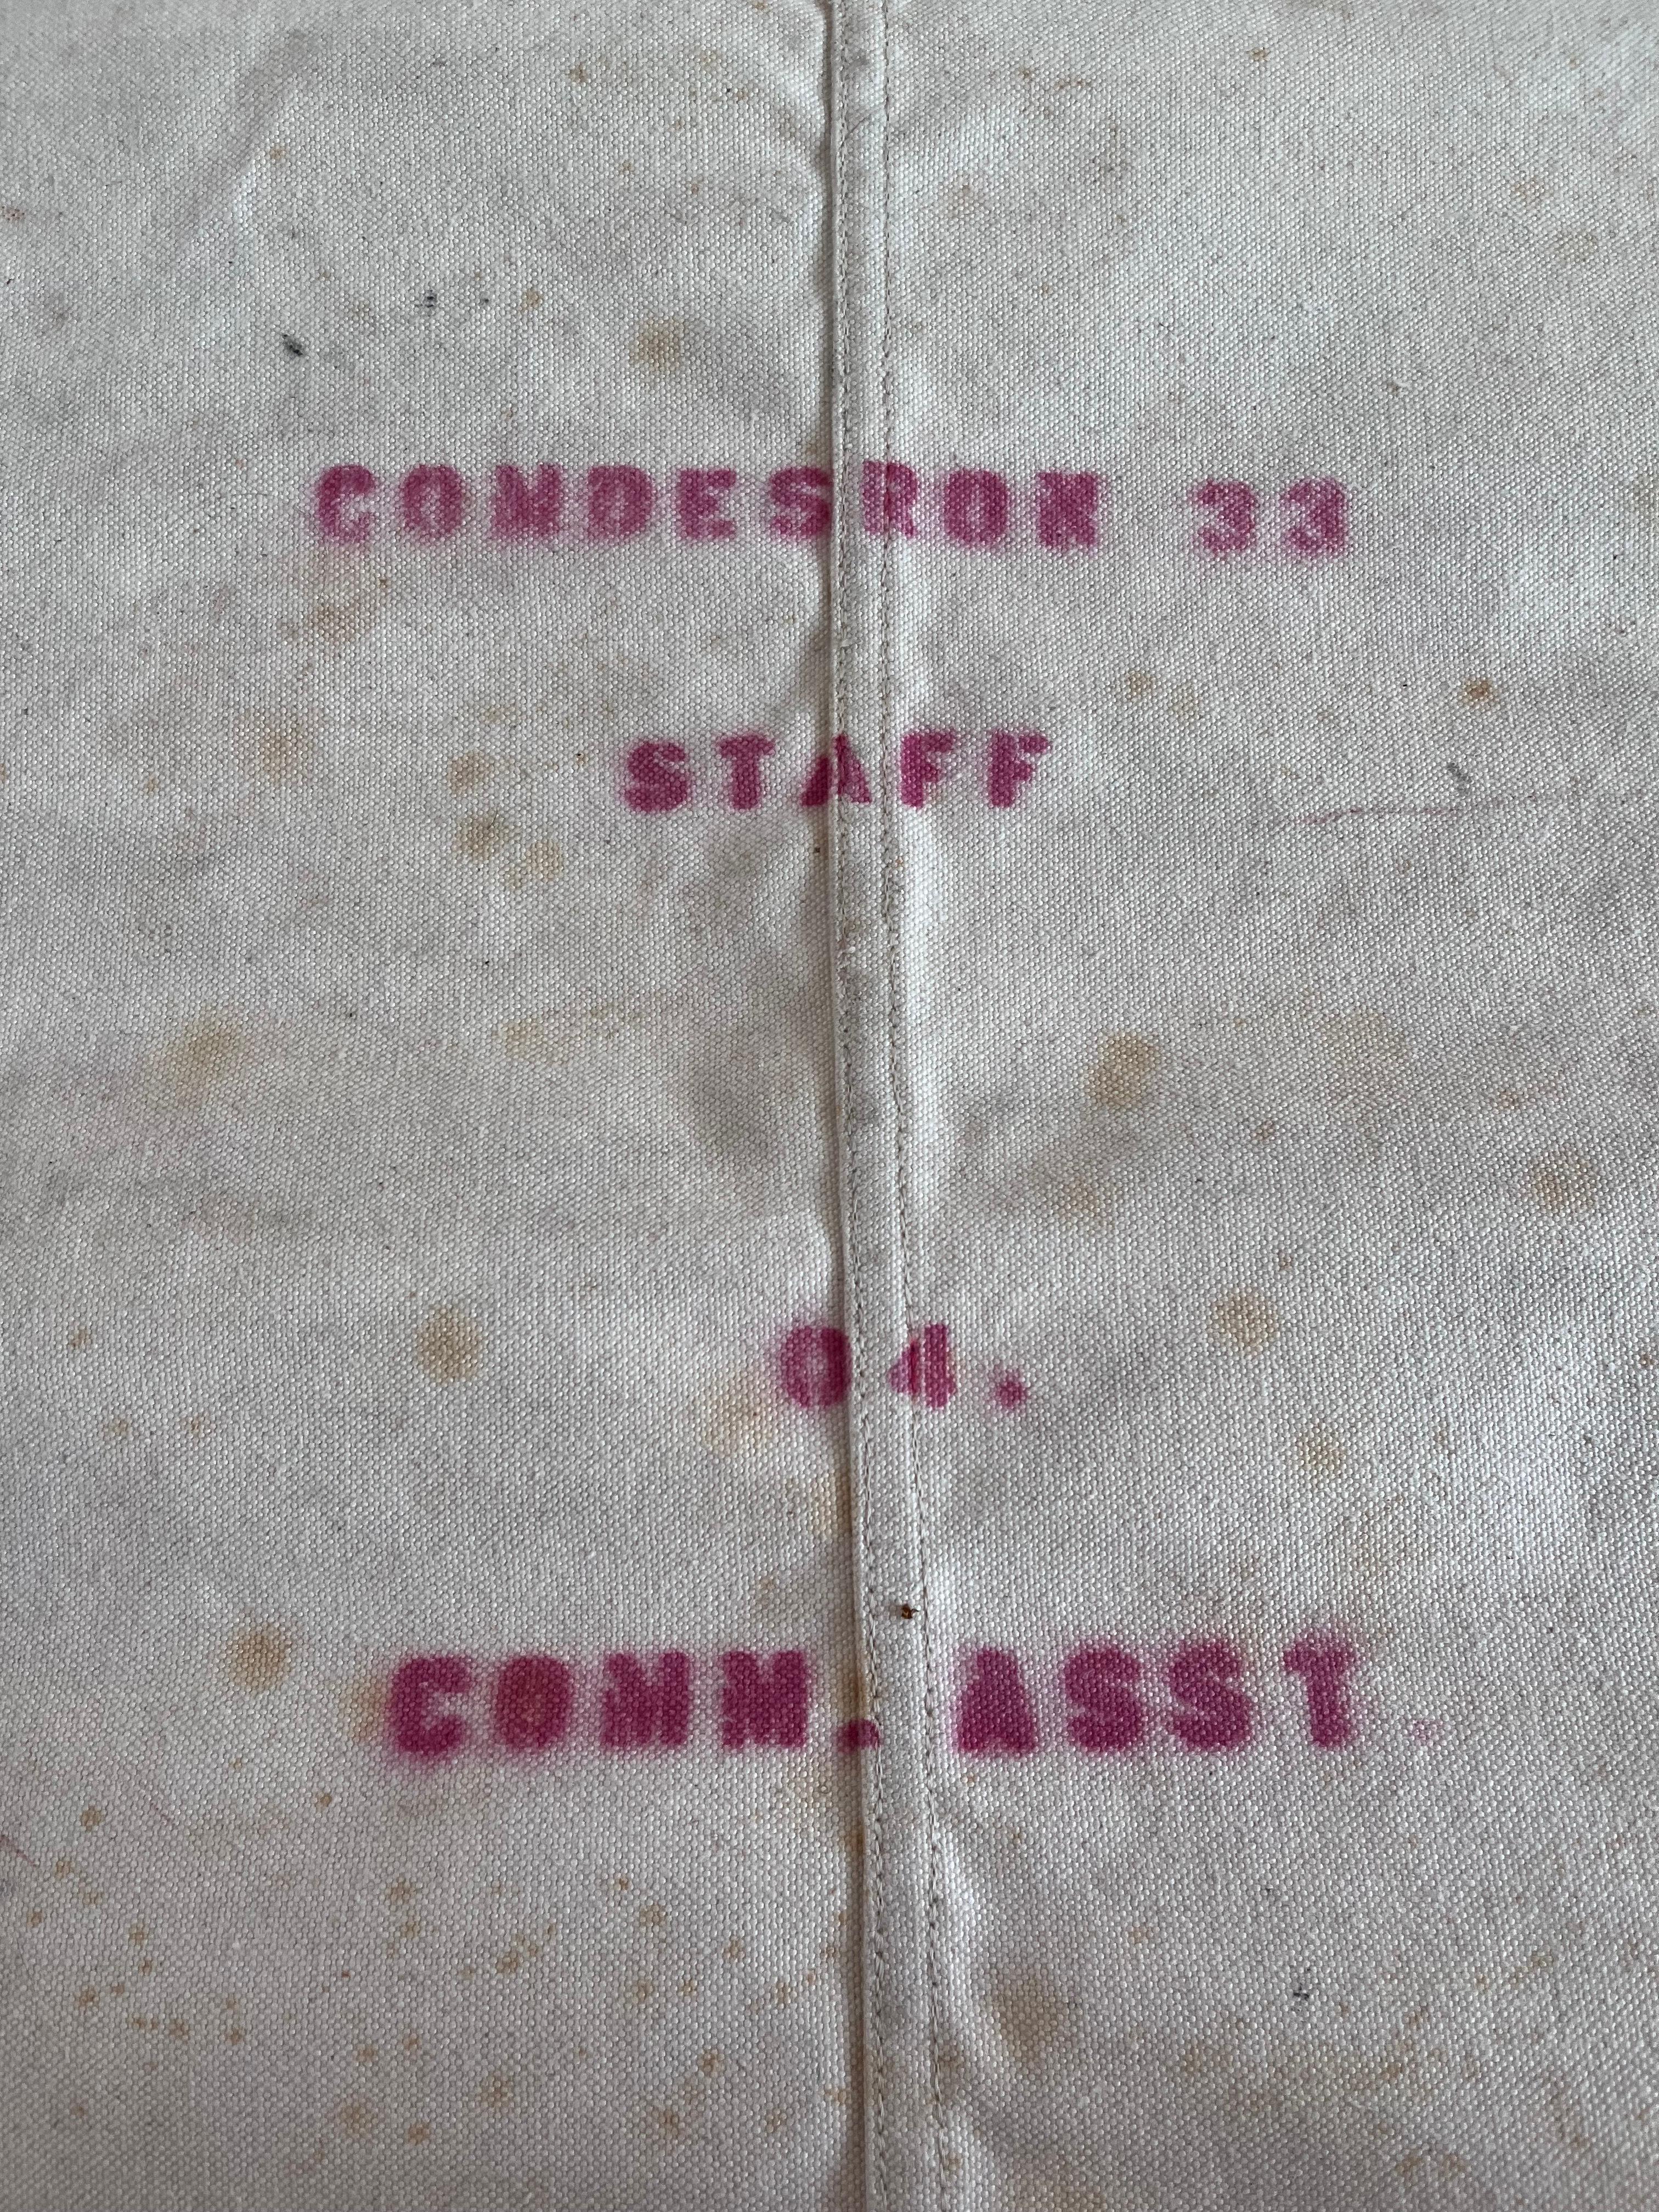 COMDESRON 33
STAFF
04.
COMM. ASST.